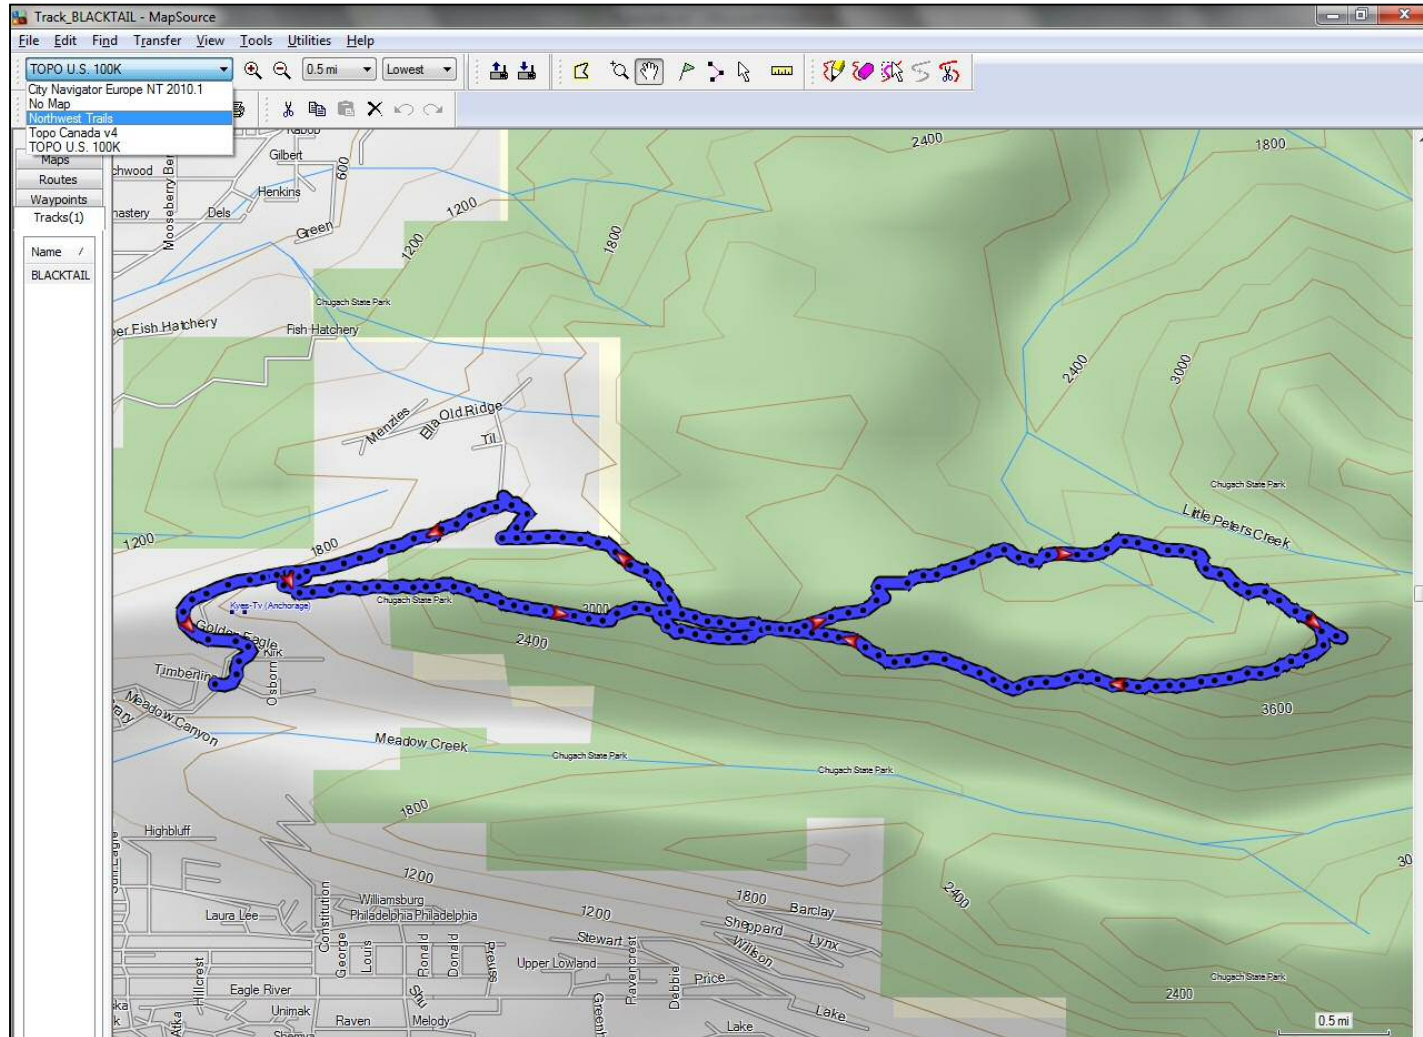 Track_BLACKTAIL - MapSource
File Edit Find Transfer View Tools Utilities Help
TOPO U.S. 100K
0.5 mi
Lowest
City Navigator Europe NT 2010.1
No Map
Northwest Trails
Topo Canada v4
TOPO U.S. 100K
Maps
Routes
Waypoints
Tracks(1)
Name /
BLACKTAIL
2400
1800
Gilbert
600
Henkins
1200
Dels
Green
1200
1800
Chugach State Park
Fish Hatchery
Fish Hatchery
2400
3000
Menzies
Ella
Old Ridge
Til
Chugach State Park
Little Peters Creek
1200
1800
Kyes-Tv (Anchorage)
Chugach State Park
3000
Golden Eagle
2400
Osborn
Meadow Canyon
3600
Meadow Creek
Chugach State Park
Chugach State Park
1800
Highbluff
1200
2400
Williamsburg
1800
Barclay
Laura Lee
Constitution
Philadelphia Philadelphia
1200
Sheppard
Lynx
George
Louis
Ronald
Donald
Preuss
Stewart
Ravencrest
Willson
Upper Lowland
Debbie
Price
Chugach State Park
Hillcrest
Eagle River
2400
Unimak
Shu
Lake
Atka
Raven
Melody
Lake
0.5 mi